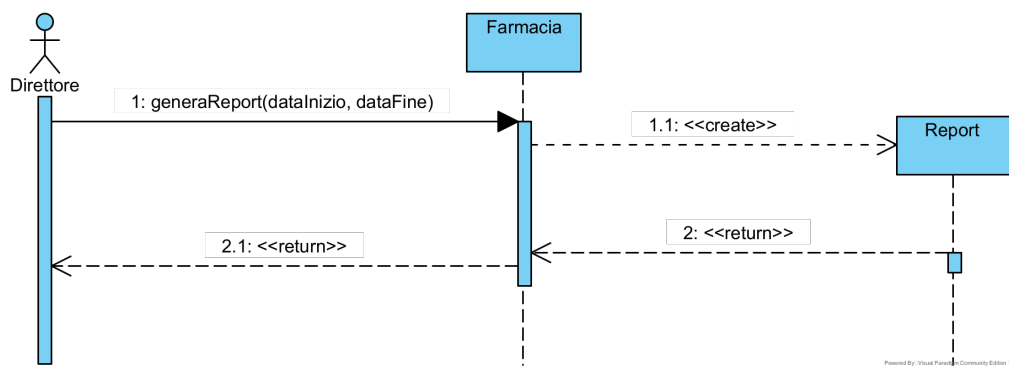 Farmacia
Direttore
1: generaReport(dataInizio, dataFine)
1.1: <<create>>
Report
2: <<return>>
2.1: <<return>>
Powered By: Visual Paradigm Community Edition